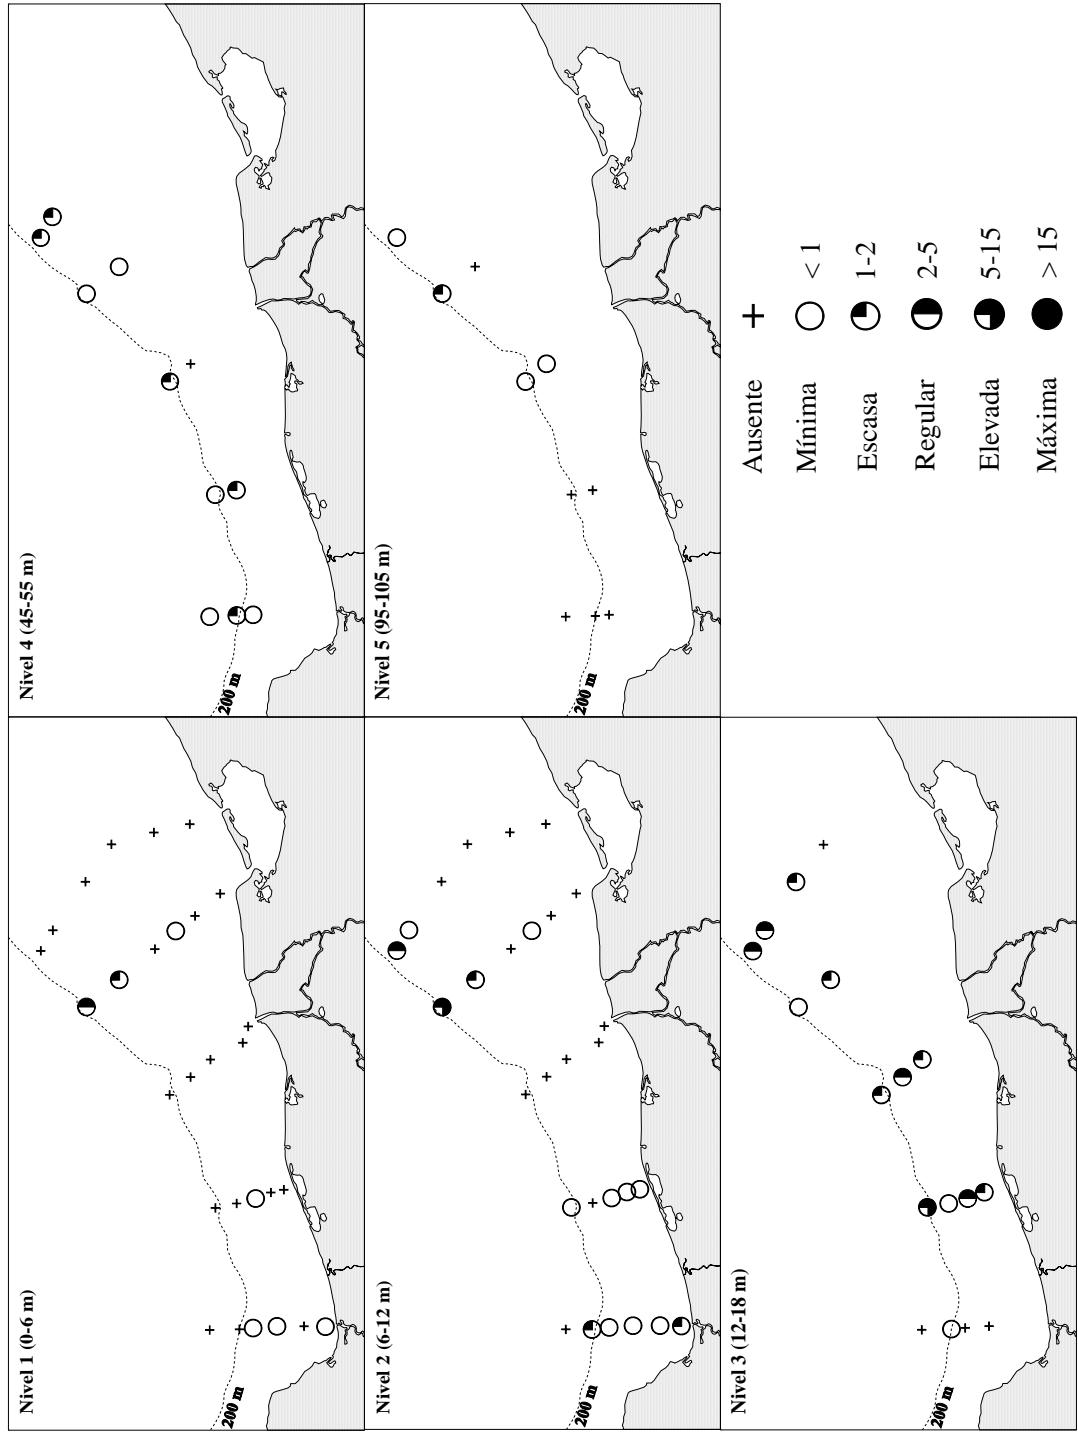 Nivel 1 (0-6 m)
200 m
Nivel 4 (45-55 m)
200 m
Nivel 2 (6-12 m)
200 m
Nivel 5 (95-105 m)
200 m
Nivel 3 (12-18 m)
200 m
Ausente +
Mínima < 1
Escasa 1-2
Regular 2-5
Elevada 5-15
Máxima > 15